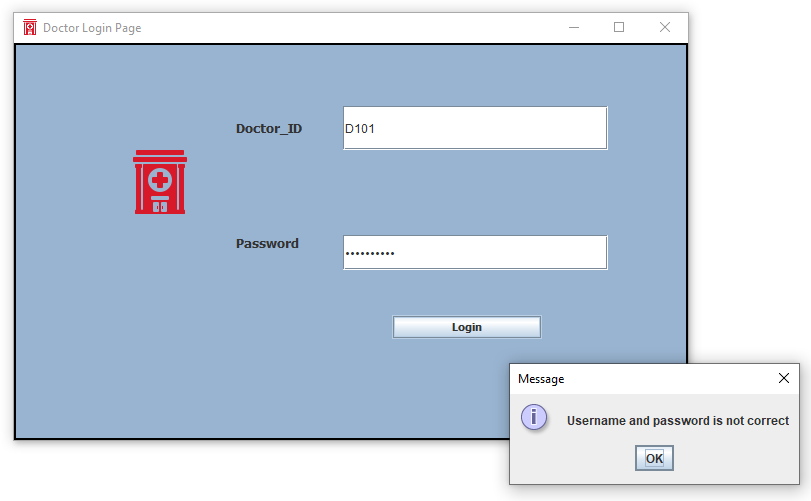 Doctor Login Page
Doctor_ID
D101
Password
••••••••••
Login
Message
Username and password is not correct
OK